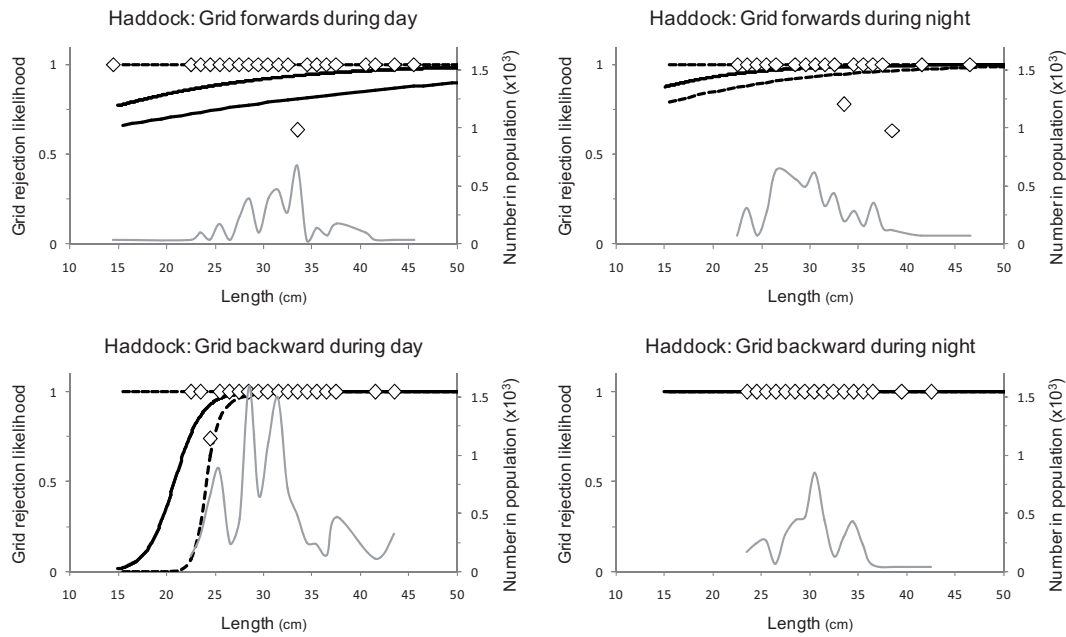 Haddock: Grid forwards during day
Grid rejection likelihood
1
0.5
0
1.5
1
0.5
0
Number in population (x10³)
10 15 20 25 30 35 40 45 50
Length (cm)
Haddock: Grid forwards during night
Grid rejection likelihood
1
0.5
0
1.5
1
0.5
0
Number in population (x10³)
10 15 20 25 30 35 40 45 50
Length (cm)
Haddock: Grid backward during day
Grid rejection likelihood
1
0.5
0
1.5
1
0.5
0
Number in population (x10³)
10 15 20 25 30 35 40 45 50
Length (cm)
Haddock: Grid backward during night
Grid rejection likelihood
1
0.5
0
1.5
1
0.5
0
Number in population (x10³)
10 15 20 25 30 35 40 45 50
Length (cm)